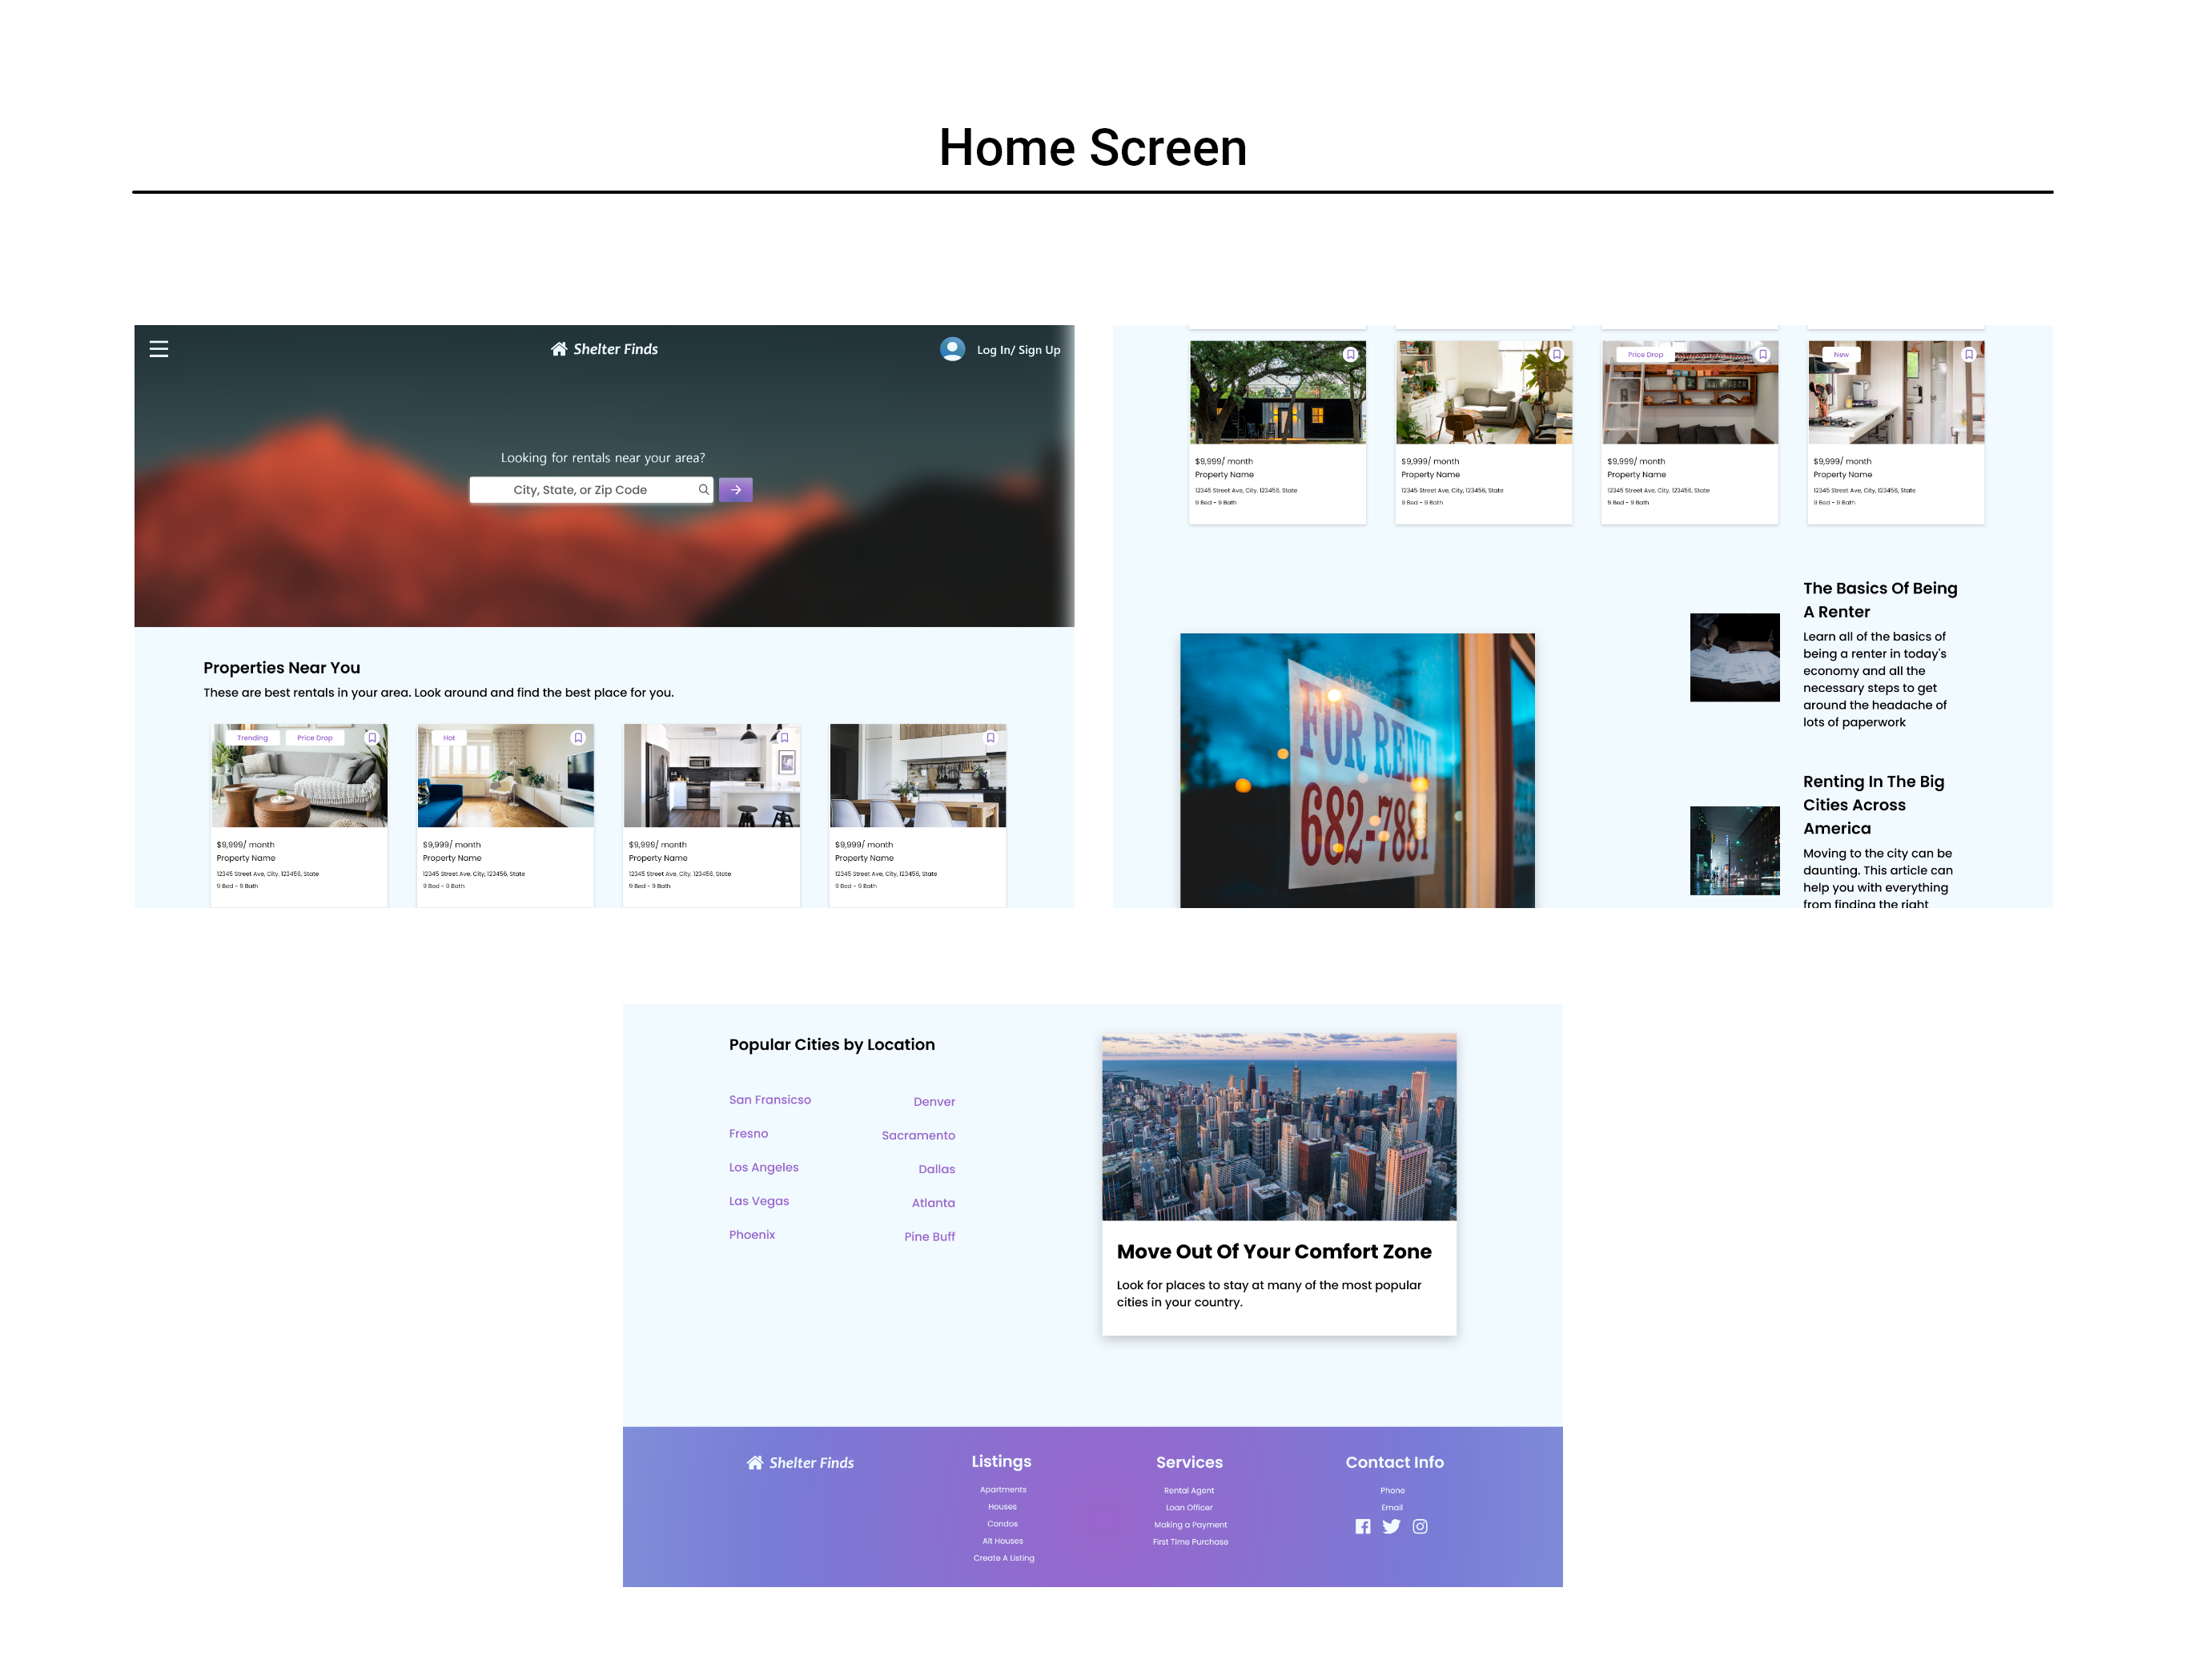 Home Screen
Shelter Finds
Log In/ Sign Up
Looking for rentals near your area?
City, State, or Zip Code
Properties Near You
These are best rentals in your area. Look around and find the best place for you.
Trending
Price Drop
Hot
$9,999/ month
Property Name
12345 Street Ave, City, 123456, State
9 Bed - 9 Bath
$9,999/ month
Property Name
12345 Street Ave, City, 123456, State
9 Bed - 9 Bath
$9,999/ month
Property Name
12345 Street Ave, City, 123456, State
9 Bed - 9 Bath
$9,999/ month
Property Name
12345 Street Ave, City, 123456, State
9 Bed - 9 Bath
Price Drop
New
$9,999/ month
Property Name
12345 Street Ave, City, 123456, State
9 Bed - 9 Bath
$9,999/ month
Property Name
12345 Street Ave, City, 123456, State
9 Bed - 9 Bath
$9,999/ month
Property Name
12345 Street Ave, City, 123456, State
9 Bed - 9 Bath
$9,999/ month
Property Name
12345 Street Ave, City, 123456, State
9 Bed - 9 Bath
FOR RENT
682-7881
The Basics Of Being
A Renter
Learn all of the basics of
being a renter in today's
economy and all the
necessary steps to get
around the headache of
lots of paperwork
Renting In The Big
Cities Across
America
Moving to the city can be
daunting. This article can
help you with everything
from finding the right
Popular Cities by Location
San Fransicso
Fresno
Los Angeles
Las Vegas
Phoenix
Denver
Sacramento
Dallas
Atlanta
Pine Buff
Move Out Of Your Comfort Zone
Look for places to stay at many of the most popular
cities in your country.
Shelter Finds
Listings
Apartments
Houses
Condos
Alt Houses
Create A Listing
Services
Rental Agent
Loan Officer
Making a Payment
First Time Purchase
Contact Info
Phone
Email